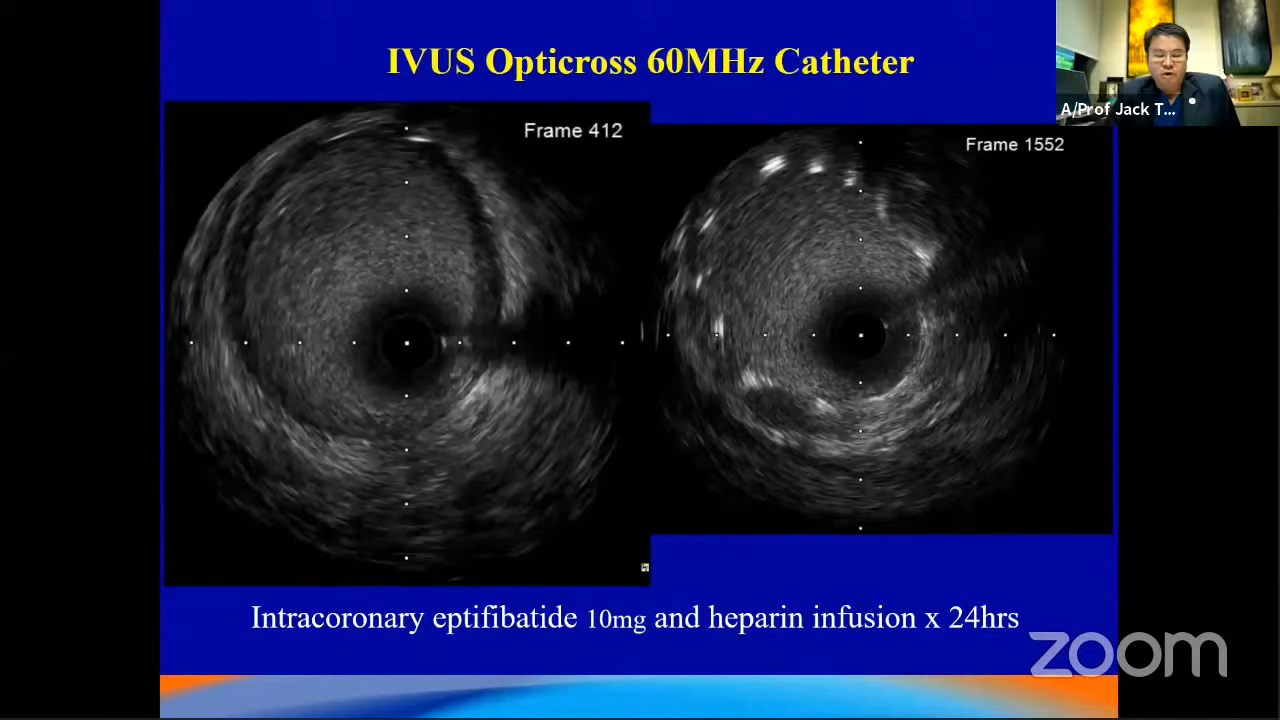 IVUS Opticross 60MHz Catheter
A/Prof Jack T...
Frame 412
Frame 1552
Intracoronary eptifibatide 10mg and heparin infusion x 24hrs
zoom